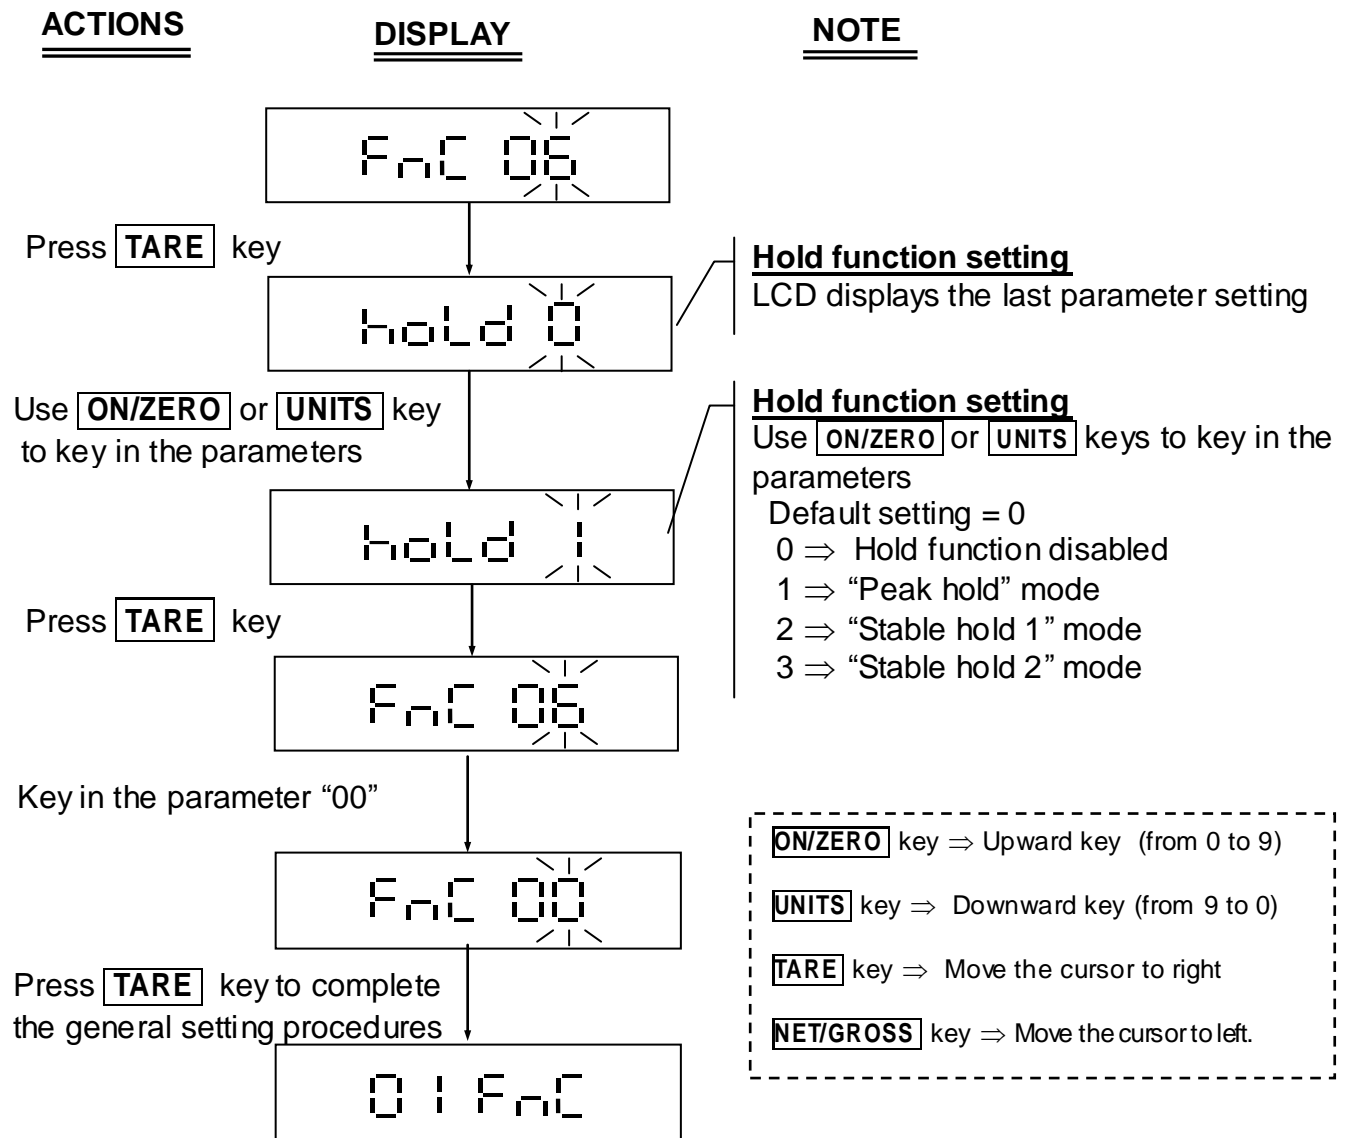 ACTIONS
DISPLAY
NOTE
FnC 06
Press TARE key
Hold function setting
LCD displays the last parameter setting
hoLd 0
Use ON/ZERO or UNITS key
to key in the parameters
Hold function setting
Use ON/ZERO or UNITS keys to key in the
parameters
Default setting = 0
0 ⇒ Hold function disabled
1 ⇒ “Peak hold” mode
2 ⇒ “Stable hold 1” mode
3 ⇒ “Stable hold 2” mode
hoLd 1
Press TARE key
FnC 06
Key in the parameter “00”
FnC 00
Press TARE key to complete
the general setting procedures
01 FnC
ON/ZERO key ⇒ Upward key (from 0 to 9)
UNITS key ⇒ Downward key (from 9 to 0)
TARE key ⇒ Move the cursor to right
NET/GROSS key ⇒ Move the cursor to left.